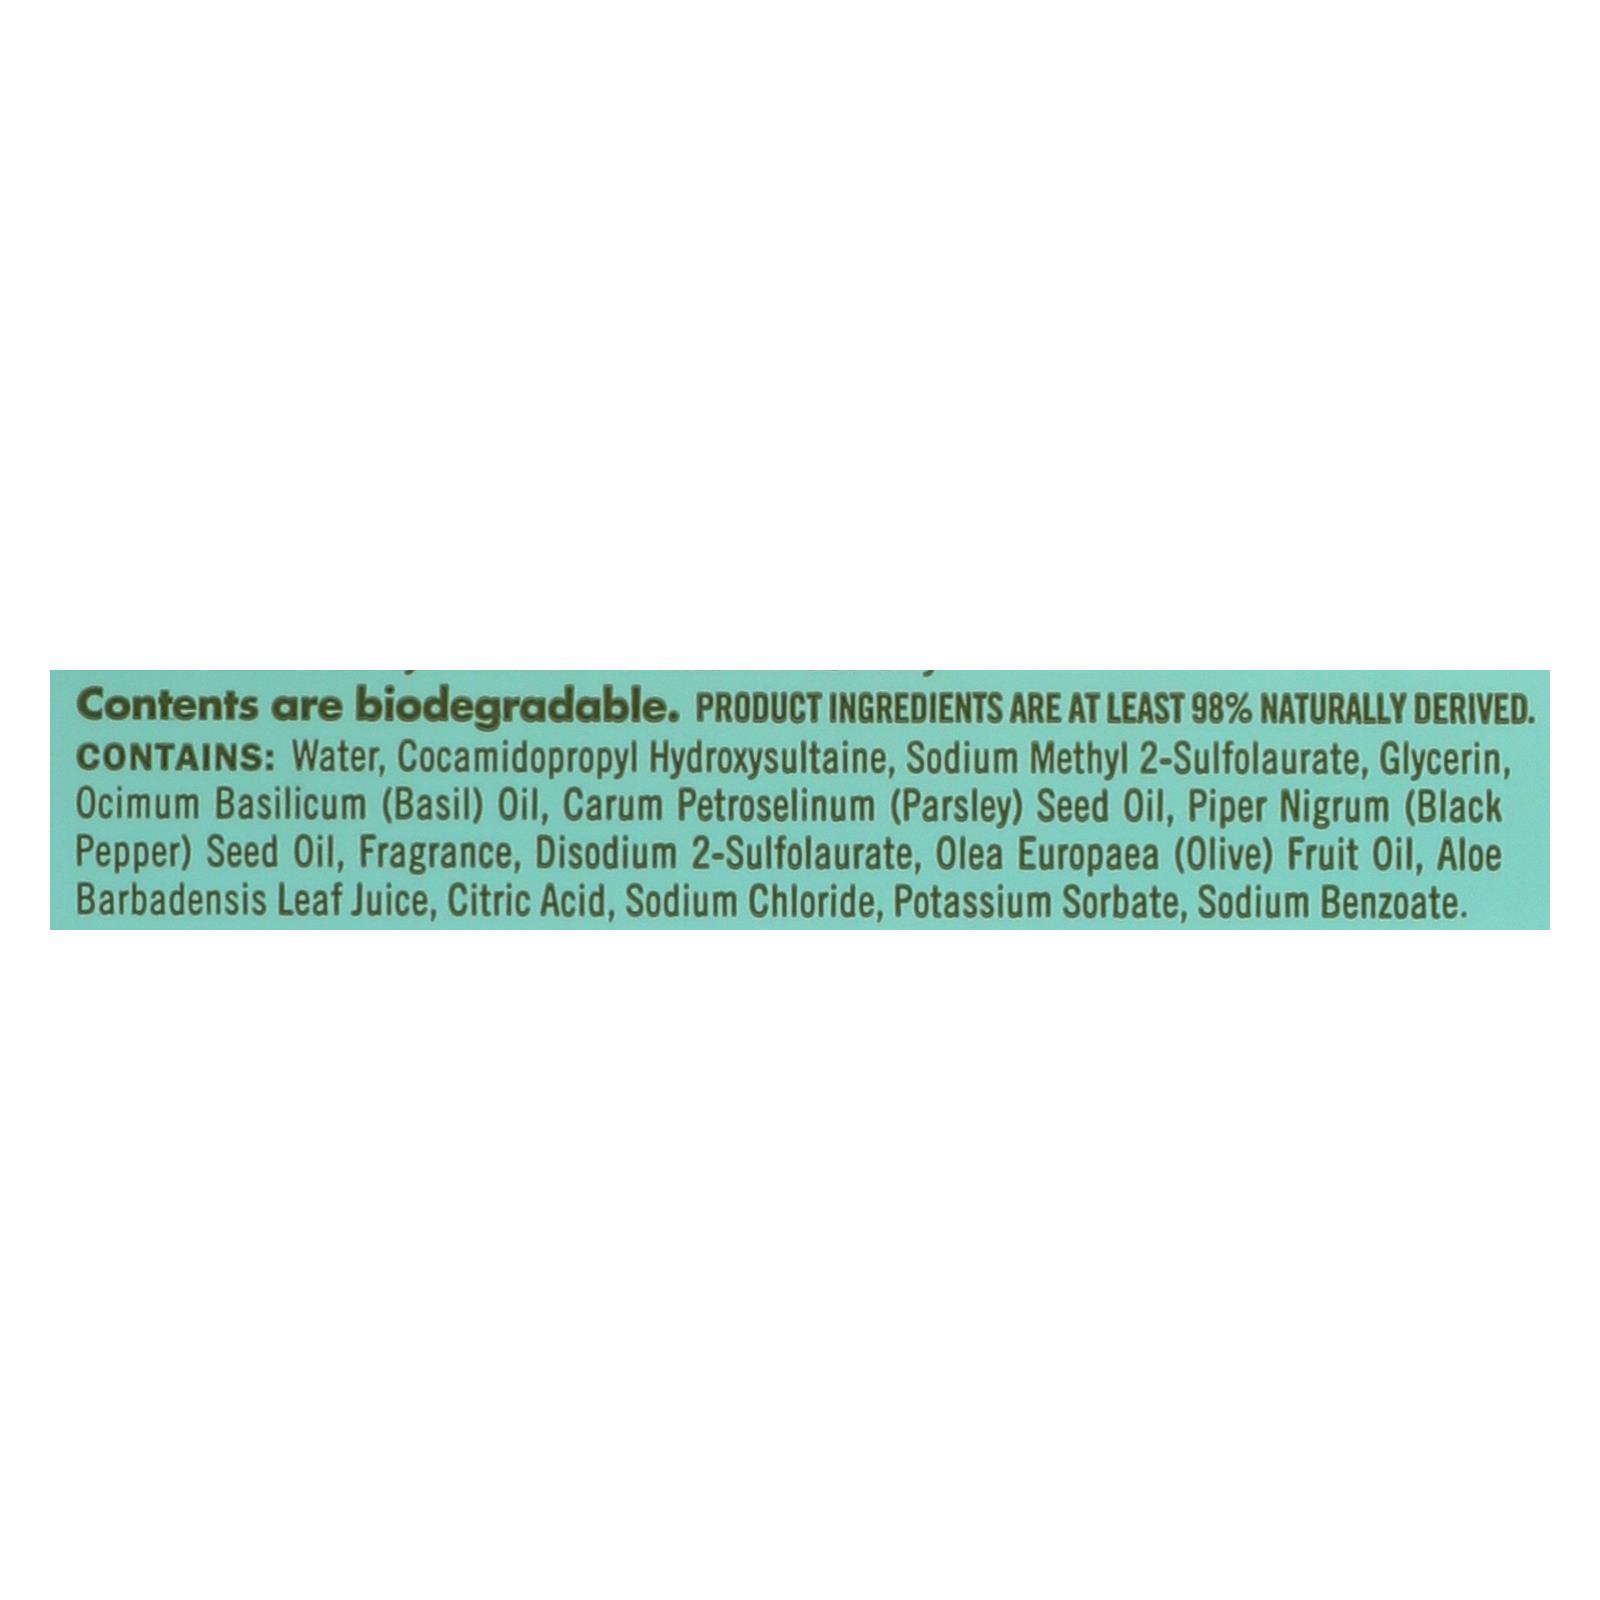 Contents are biodegradable. PRODUCT INGREDIENTS ARE AT LEAST 98% NATURALLY DERIVED.
CONTAINS: Water, Cocamidopropyl Hydroxysultaine, Sodium Methyl 2-Sulfolaurate, Glycerin,
Ocimum Basilicum (Basil) Oil, Carum Petroselinum (Parsley) Seed Oil, Piper Nigrum (Black
Pepper) Seed Oil, Fragrance, Disodium 2-Sulfolaurate, Olea Europaea (Olive) Fruit Oil, Aloe
Barbadensis Leaf Juice, Citric Acid, Sodium Chloride, Potassium Sorbate, Sodium Benzoate.